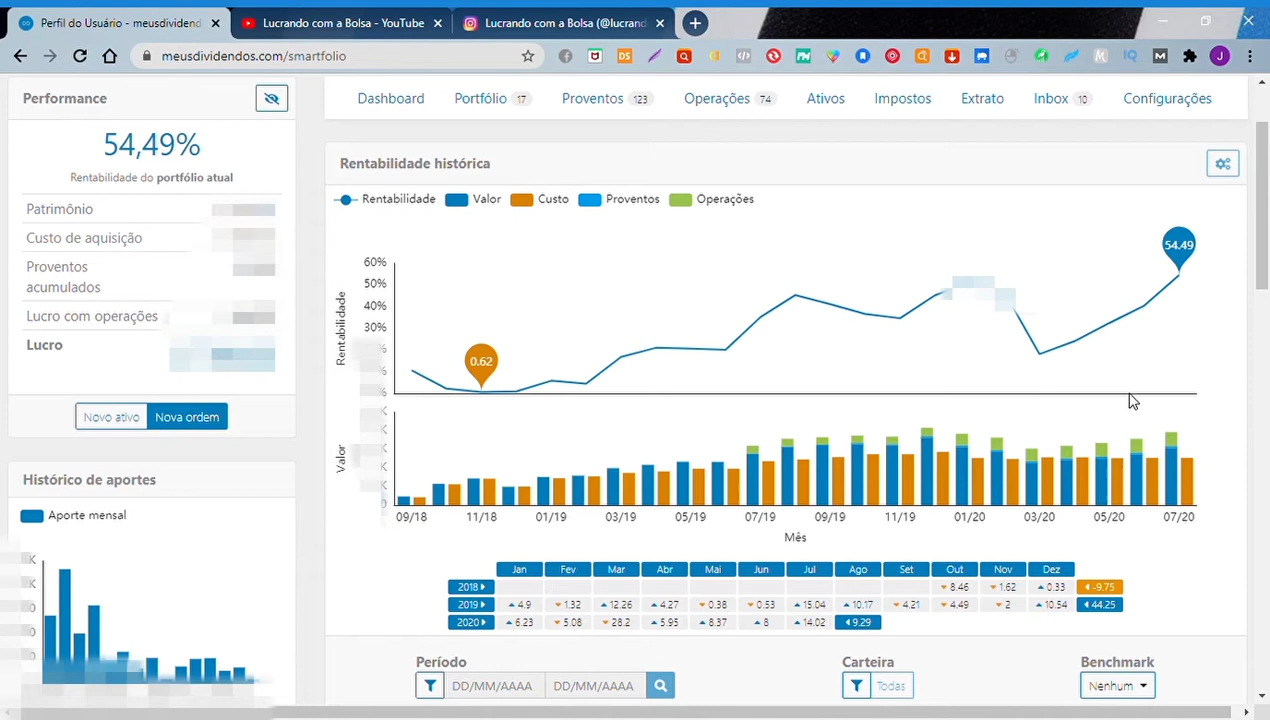 Perfil do Usuário - meusdividend
Lucrando com a Bolsa - YouTube
Lucrando com a Bolsa (@lucrand
meusdividendos.com/smartfolio
Performance
54,49%
Rentabilidade do portfólio atual
Patrimônio
Custo de aquisição
Proventos
acumulados
Lucro com operações
Lucro
Novo ativo
Nova ordem
Histórico de aportes
Aporte mensal
K
K
0
0
Dashboard Portfólio 17 Proventos 123 Operações 74 Ativos Impostos Extrato Inbox 10 Configurações
Rentabilidade histórica
Rentabilidade Valor Custo Proventos Operações
Rentabilidade
60%
50%
40%
30%
%
%
%
0.62
54.49
Valor
K
K
K
K
0
09/18 11/18 01/19 03/19 05/19 07/19 09/19 11/19 01/20 03/20 05/20 07/20
Mês
Jan Fev Mar Abr Mai Jun Jul Ago Set Out Nov Dez
2018 8.46 1.62 0.33 -9.75
2019 4.9 1.32 12.26 4.27 0.38 0.53 15.04 10.17 4.21 4.49 2 10.54 44.25
2020 6.23 5.08 28.2 5.95 8.37 8 14.02 9.29
Período
DD/MM/AAAA DD/MM/AAAA
Carteira
Todas
Benchmark
Nenhum